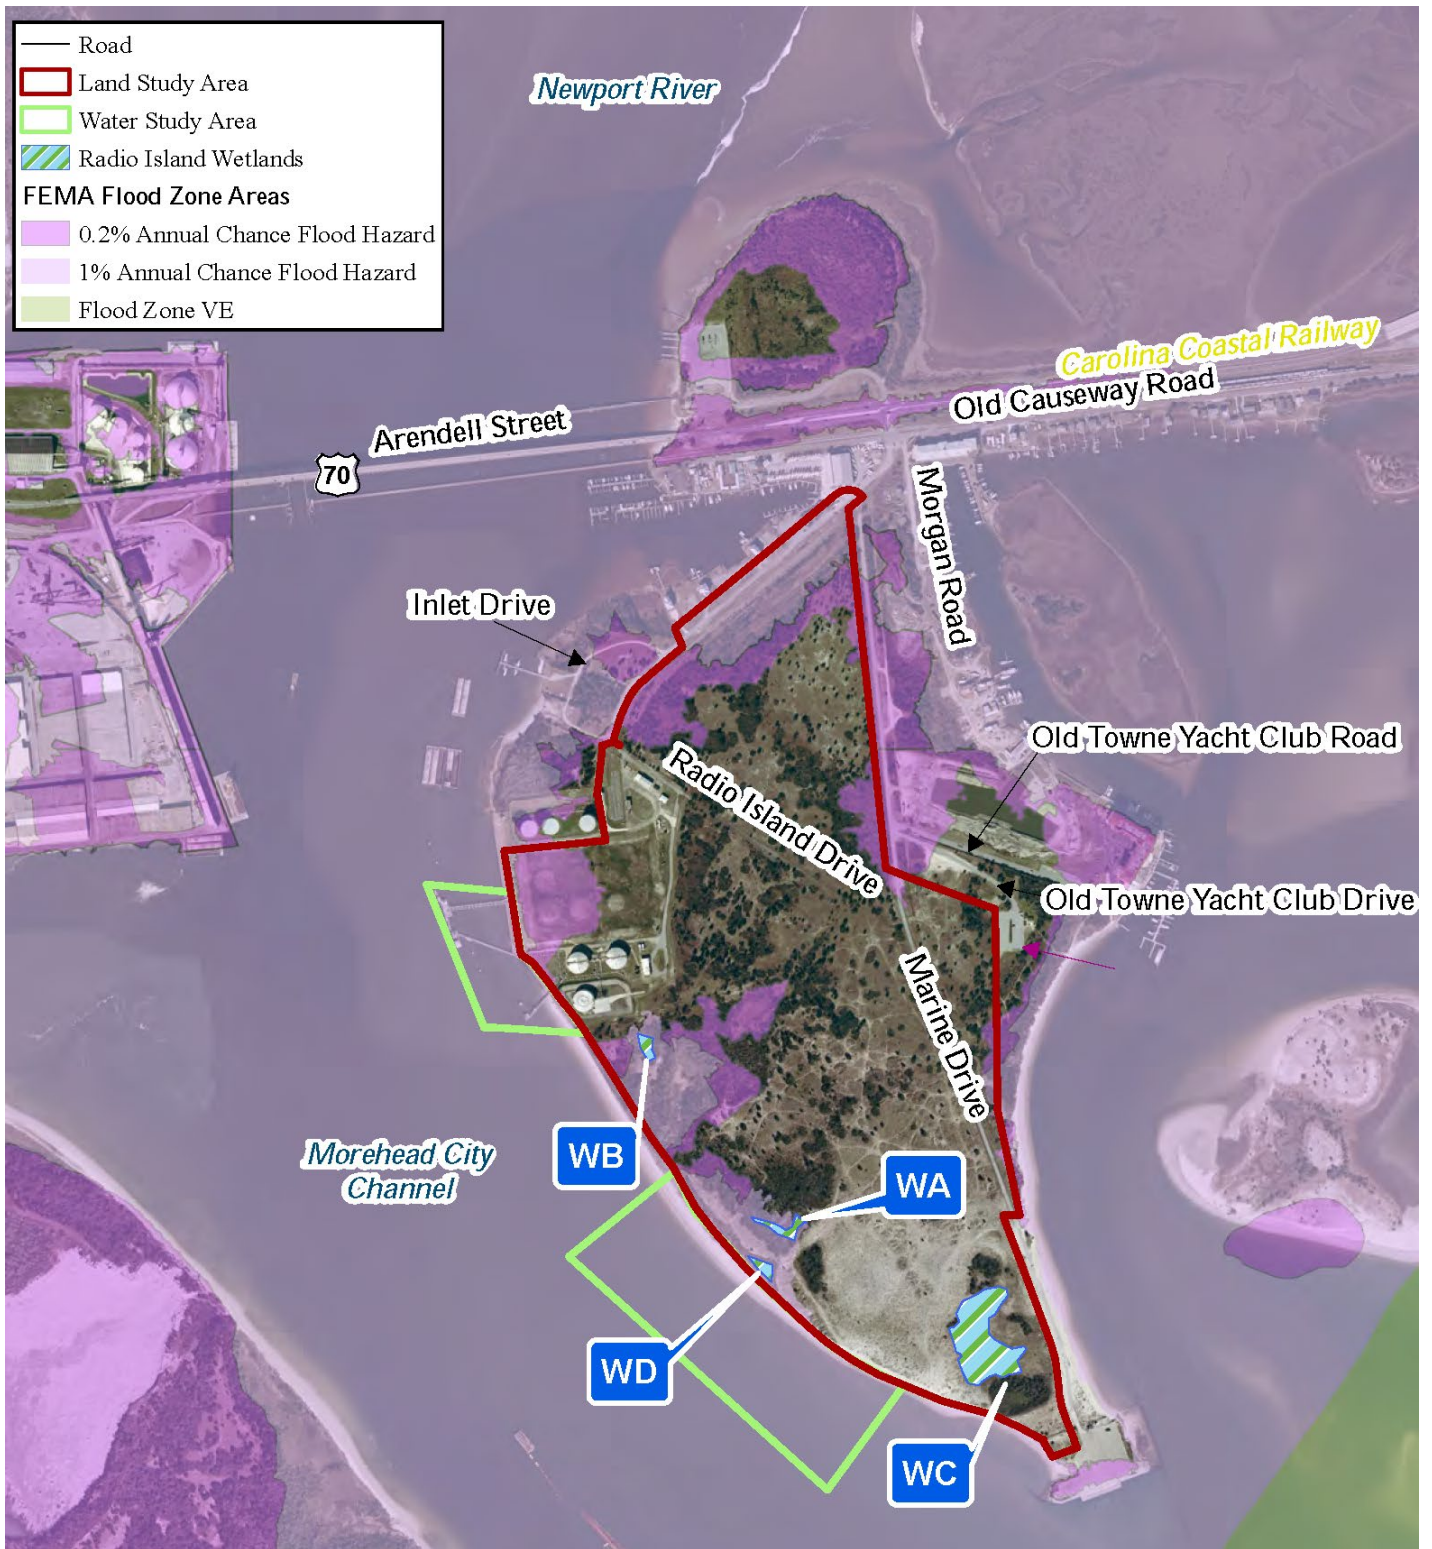 Road
Land Study Area
Water Study Area
Radio Island Wetlands
FEMA Flood Zone Areas
0.2% Annual Chance Flood Hazard
1% Annual Chance Flood Hazard
Flood Zone VE
Newport River
Carolina Coastal Railway
Old Causeway Road
Arendell Street
70
Morgan Road
Inlet Drive
Old Towne Yacht Club Road
Radio Island Drive
Old Towne Yacht Club Drive
Marine Drive
Morehead City
Channel
WB
WA
WD
WC